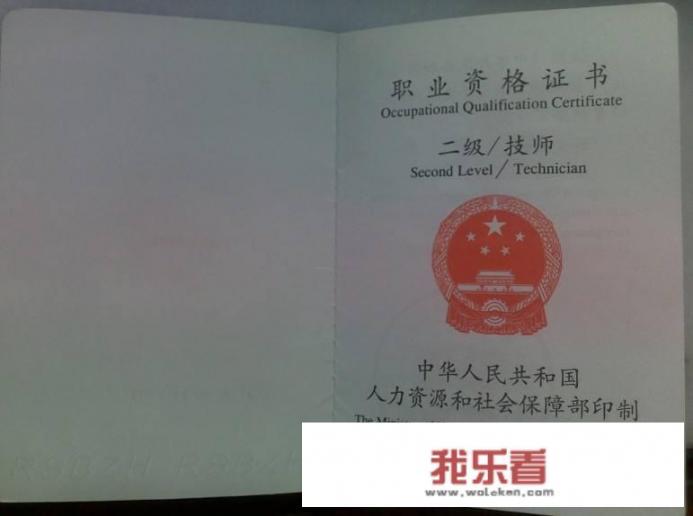 职业资格证书
Occupational Qualification Certificate
二级/技师
Second Level/Technician
中华人民共和国
人力资源和社会保障部印制
The
我乐看
www.woleken.com